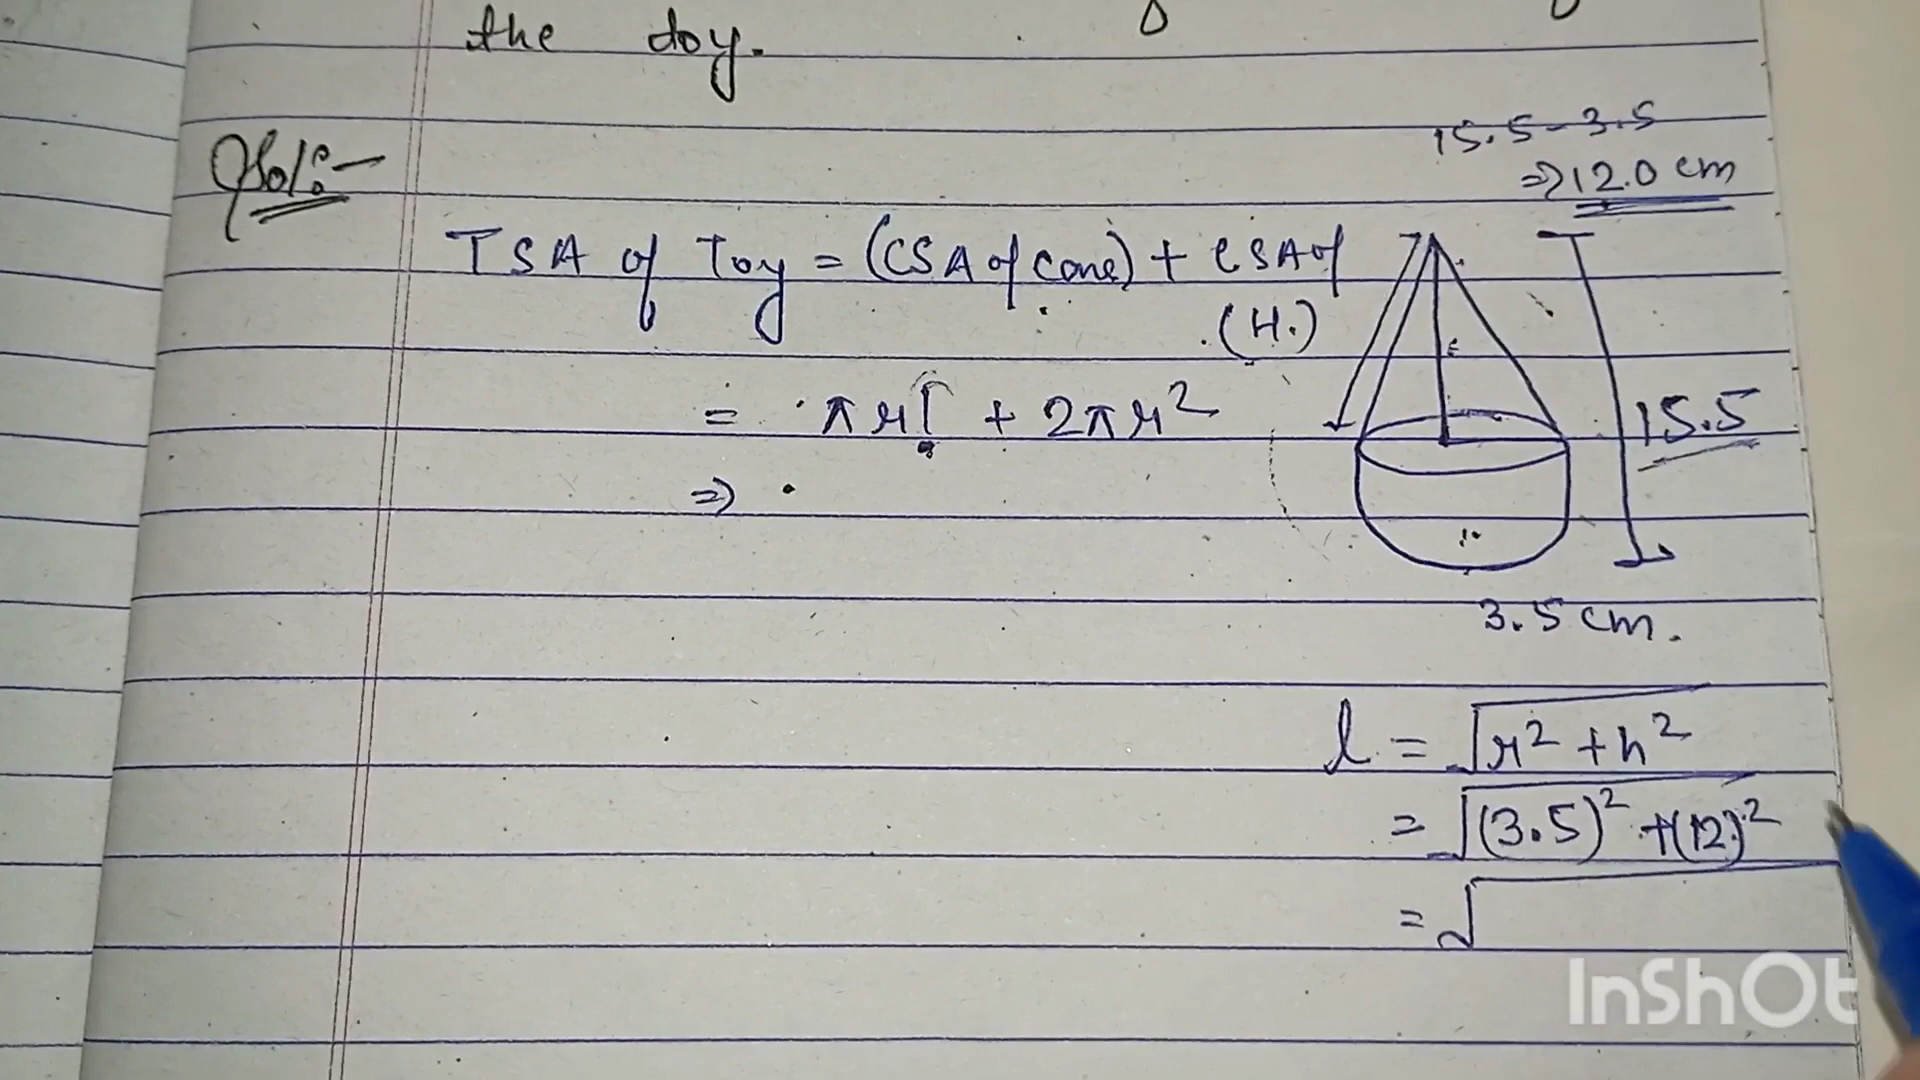 the toy.
15.5-3.5
⇒12.0 cm
Sol:-
TSA of Toy = (CSA of cone) + CSA of
(H.)
= πrl + 2πr²
15.5
⇒
3.5 cm.
l = √r² + h²
= √(3.5)² + (12)²
= √
InShOt